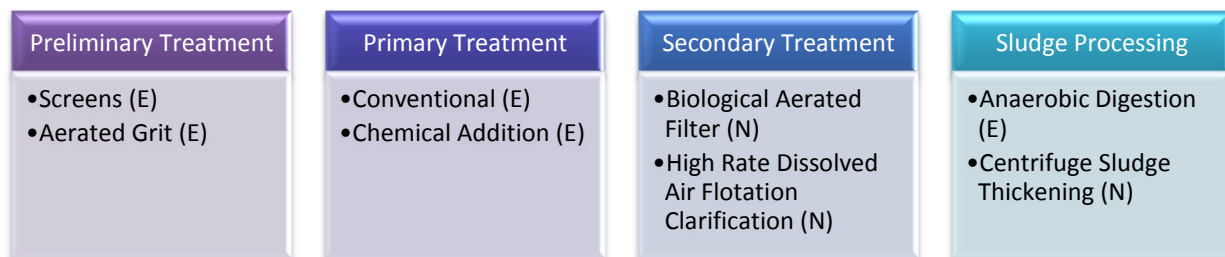 Preliminary Treatment
•Screens (E)
•Aerated Grit (E)
Primary Treatment
•Conventional (E)
•Chemical Addition (E)
Secondary Treatment
•Biological Aerated
Filter (N)
•High Rate Dissolved
Air Flotation
Clarification (N)
Sludge Processing
•Anaerobic Digestion
(E)
•Centrifuge Sludge
Thickening (N)